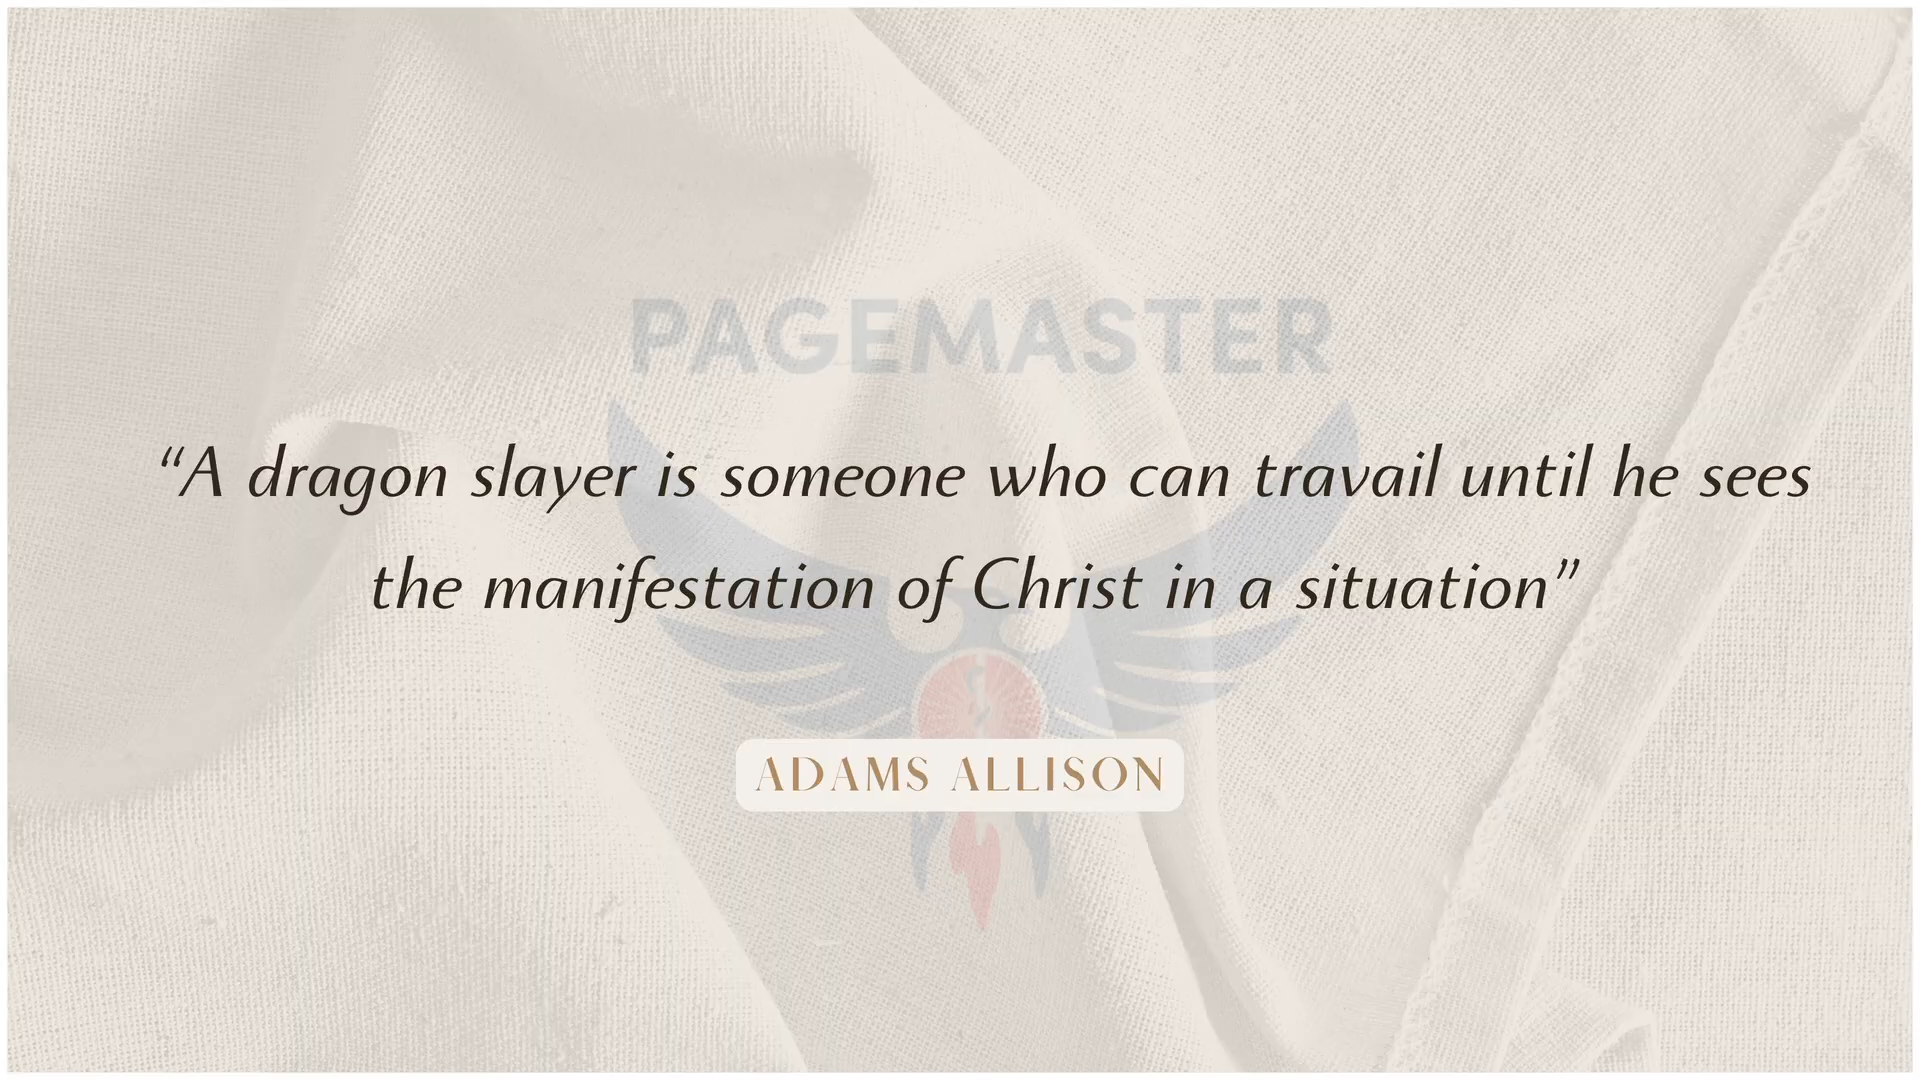 PAGEMASTER
“A dragon slayer is someone who can travail until he sees
the manifestation of Christ in a situation”
ADAMS ALLISON